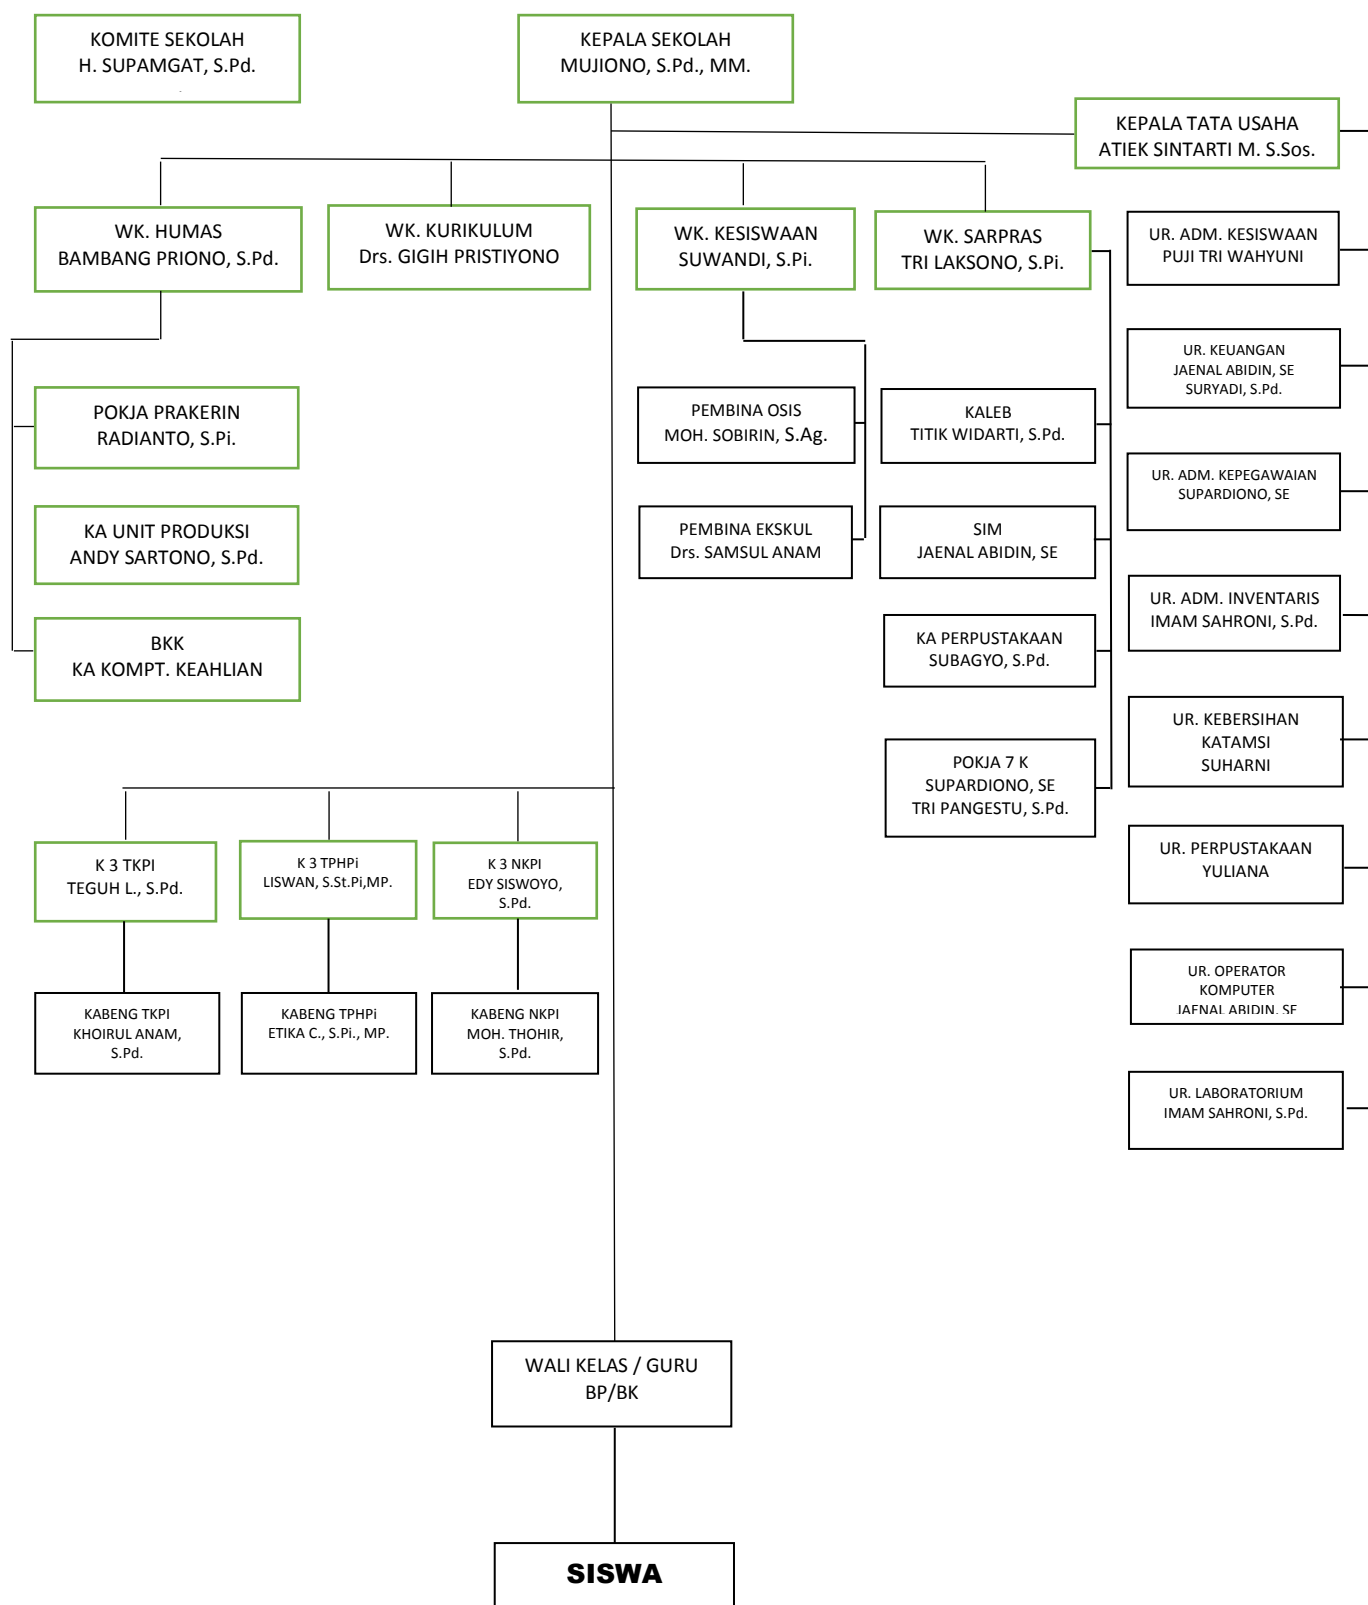 KOMITE SEKOLAH
H. SUPAMGAT, S.Pd.
KEPALA SEKOLAH
MUJIONO, S.Pd., MM.
KEPALA TATA USAHA
ATIEK SINTARTI M. S.Sos.
WK. HUMAS
BAMBANG PRIONO, S.Pd.
WK. KURIKULUM
Drs. GIGIH PRISTIYONO
WK. KESISWAAN
SUWANDI, S.Pi.
WK. SARPRAS
TRI LAKSONO, S.Pi.
UR. ADM. KESISWAAN
PUJI TRI WAHYUNI
UR. KEUANGAN
JAENAL ABIDIN, SE
SURYADI, S.Pd.
POKJA PRAKERIN
RADIANTO, S.Pi.
PEMBINA OSIS
MOH. SOBIRIN, S.Ag.
KALEB
TITIK WIDARTI, S.Pd.
UR. ADM. KEPEGAWAIAN
SUPARDIONO, SE
KA UNIT PRODUKSI
ANDY SARTONO, S.Pd.
PEMBINA EKSKUL
Drs. SAMSUL ANAM
SIM
JAENAL ABIDIN, SE
UR. ADM. INVENTARIS
IMAM SAHRONI, S.Pd.
BKK
KA KOMPT. KEAHLIAN
KA PERPUSTAKAAN
SUBAGYO, S.Pd.
UR. KEBERSIHAN
KATAMSI
SUHARNI
POKJA 7 K
SUPARDIONO, SE
TRI PANGESTU, S.Pd.
K 3 TKPI
TEGUH L., S.Pd.
K 3 TPHPi
LISWAN, S.St.Pi,MP.
K 3 NKPI
EDY SISWOYO,
S.Pd.
UR. PERPUSTAKAAN
YULIANA
UR. OPERATOR
KOMPUTER
JAENAL ABIDIN, SE
KABENG TKPI
KHOIRUL ANAM,
S.Pd.
KABENG TPHPi
ETIKA C., S.Pi., MP.
KABENG NKPI
MOH. THOHIR,
S.Pd.
UR. LABORATORIUM
IMAM SAHRONI, S.Pd.
WALI KELAS / GURU
BP/BK
SISWA